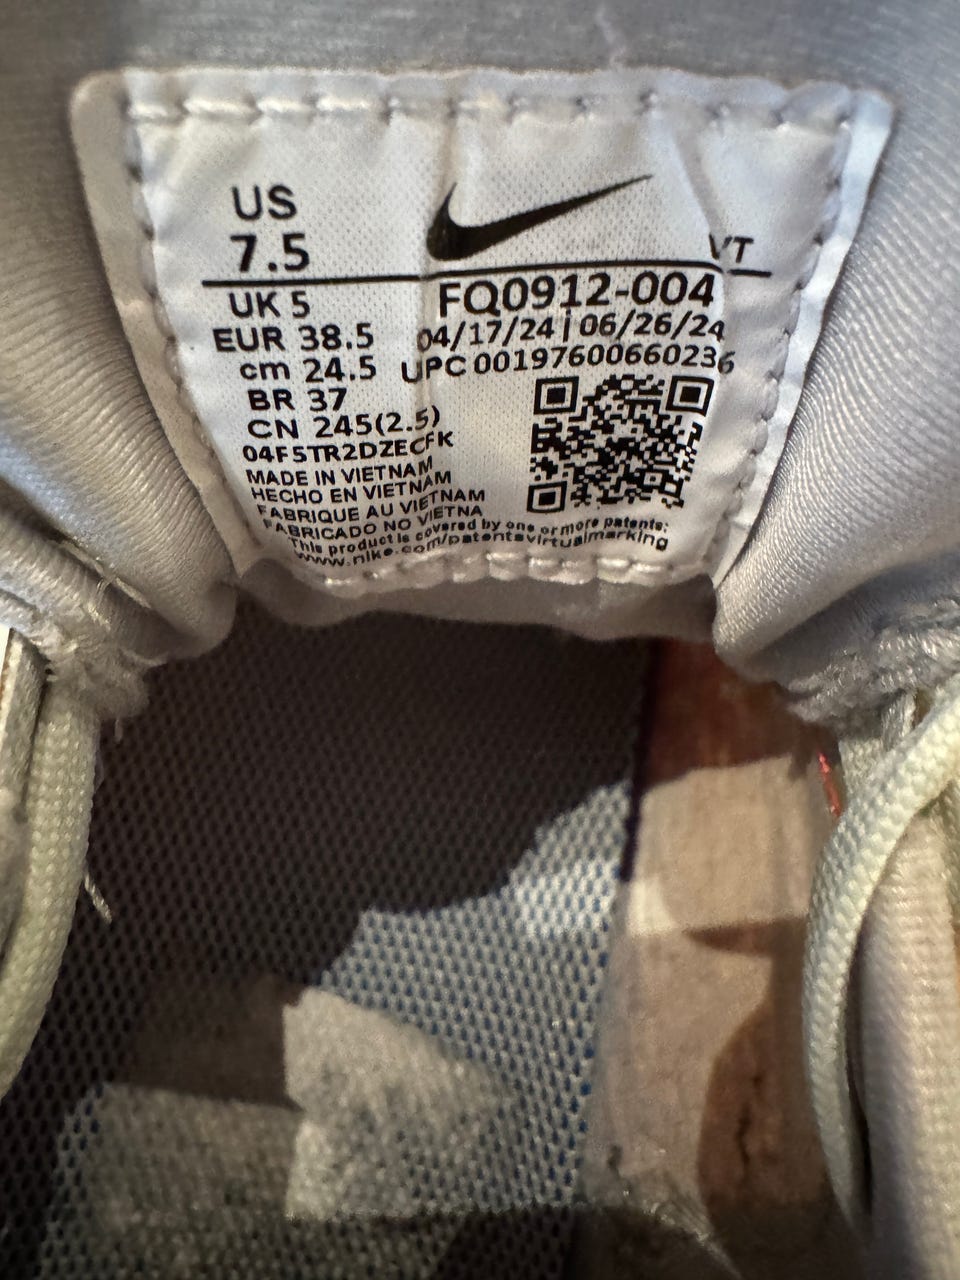 US
7.5
VT
UK 5
EUR 38.5
cm 24.5
BR 37
CN 245(2.5)
FQ0912-004
04/17/24 | 06/26/24
UPC 00197600660236
04F5TR2DZECFK
MADE IN VIETNAM
HECHO EN VIETNAM
FABRIQUE AU VIETNAM
FABRICADO NO VIETNA
This product is covered by one or more patents:
www.nike.com/patentsvirtualmarking